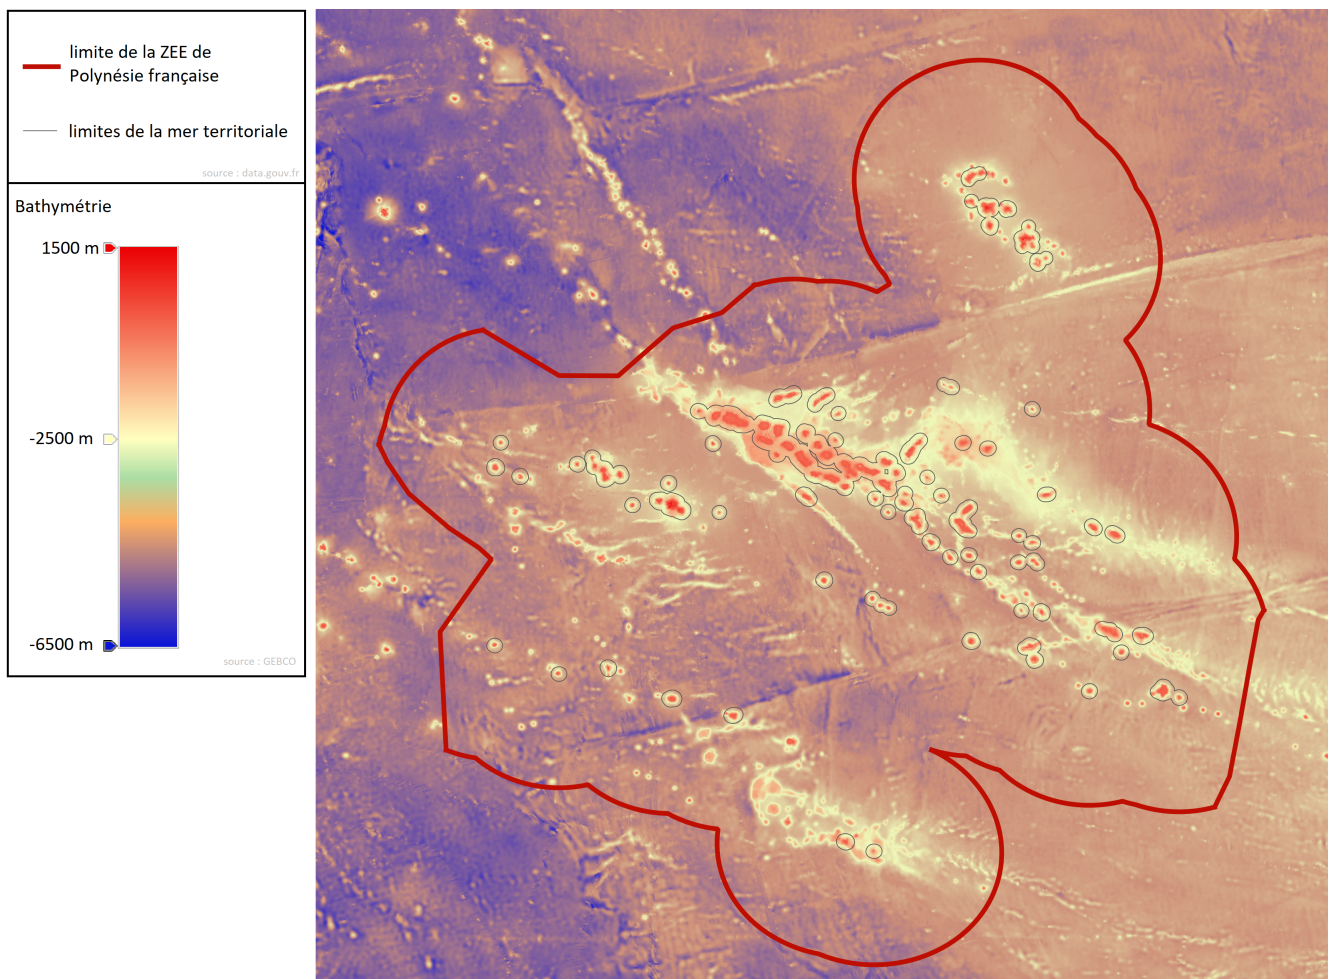 limite de la ZEE de
Polynésie française
limites de la mer territoriale
source : data.gouv.fr
Bathymétrie
1500 m
-2500 m
-6500 m
source : GEBCO